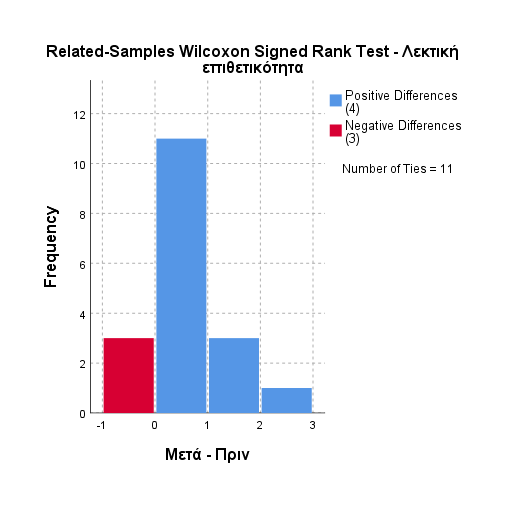 Related-Samples Wilcoxon Signed Rank Test - Λεκτική
επιθετικότητα
Positive Differences
(4)
Negative Differences
(3)
Number of Ties = 11
Frequency
12
10
8
6
4
2
0
-1 0 1 2 3
Μετά - Πριν